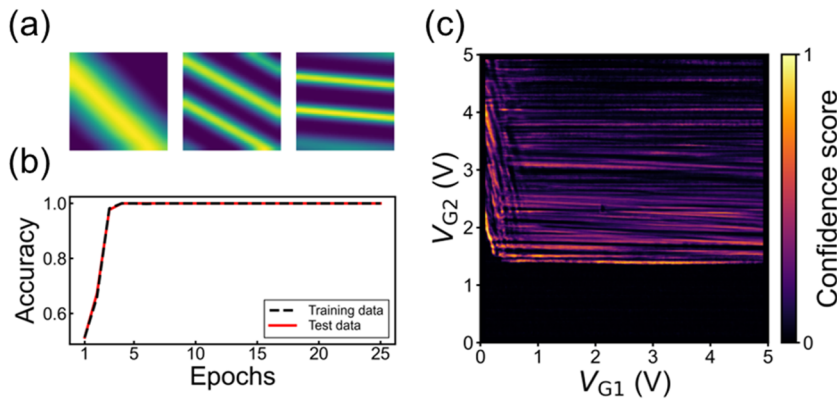 (a)
(b)
Accuracy
1.0
0.8
0.6
Training data
Test data
1 5 10 15 20 25
Epochs
(c)
V_G2 (V)
5
4
3
2
1
0
0 1 2 3 4 5
V_G1 (V)
1
0
Confidence score